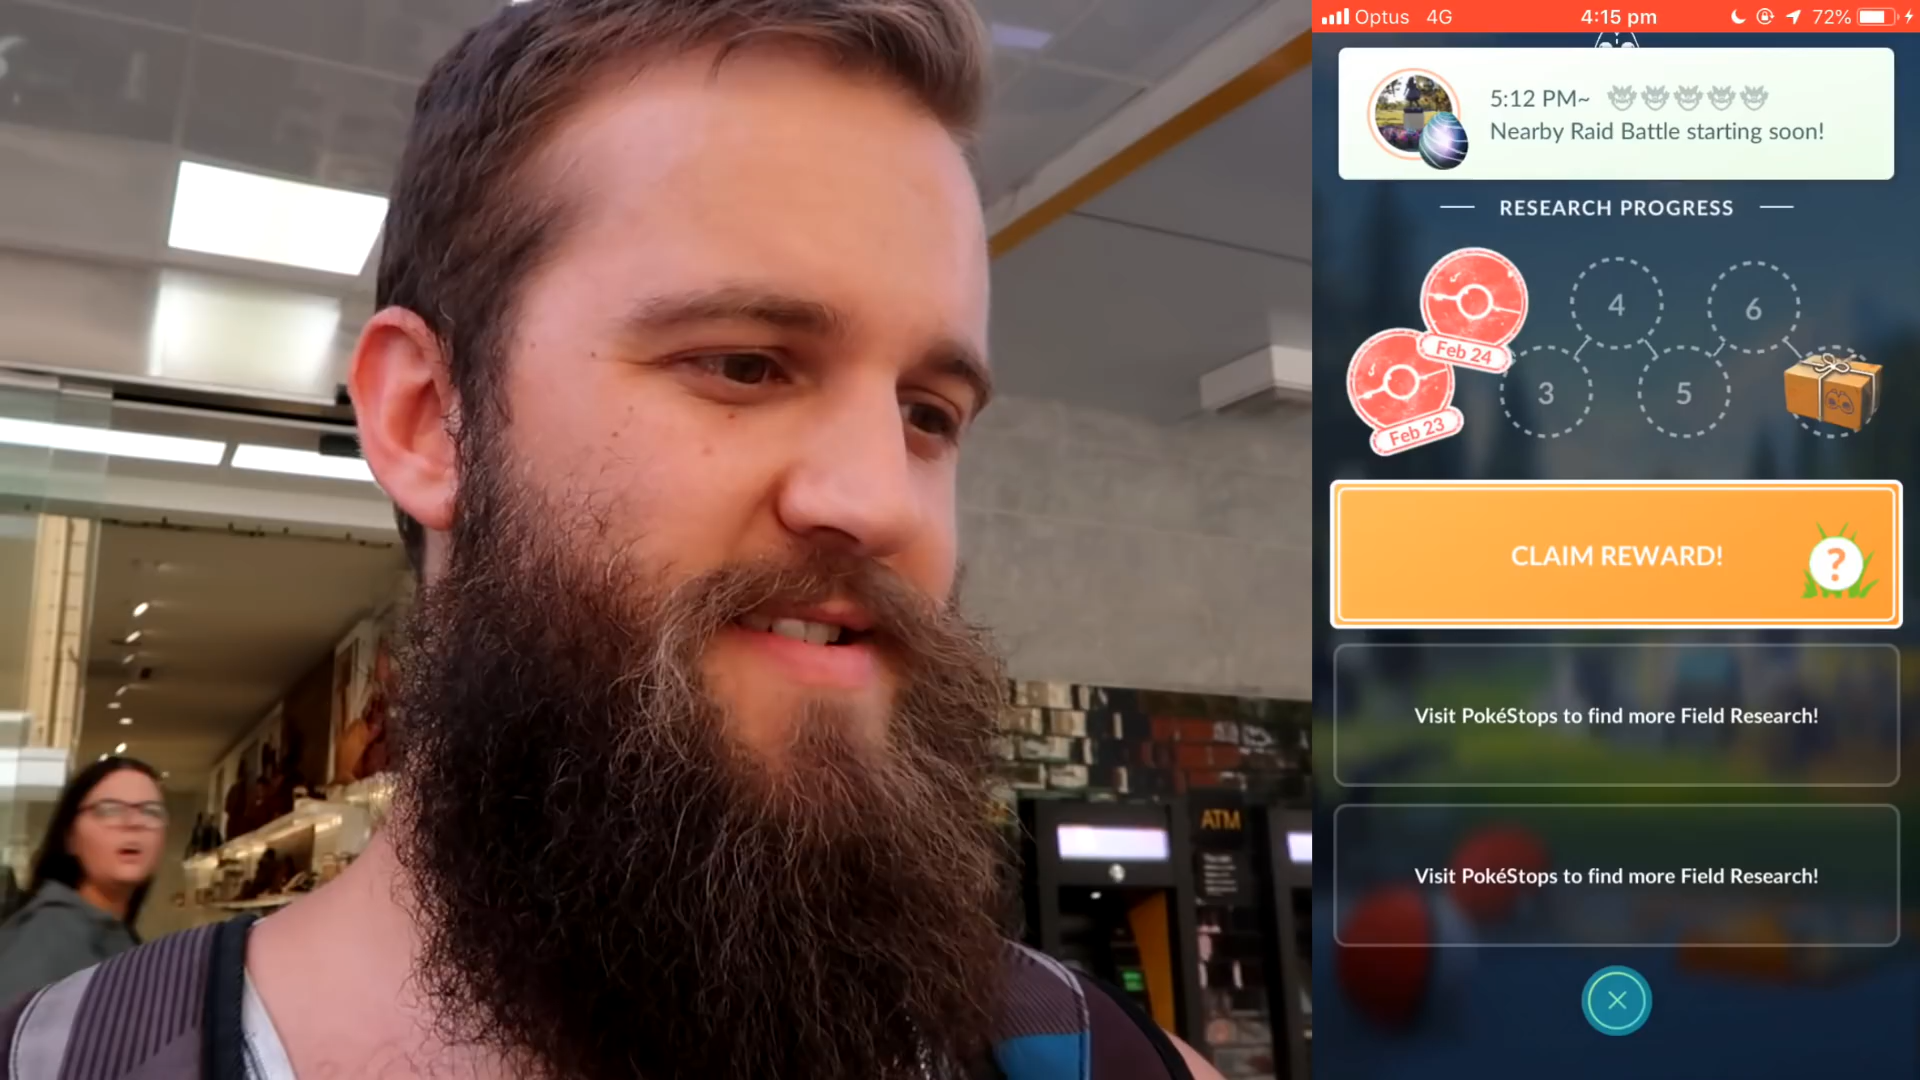 ATM
Optus 4G 4:15 pm 72%
5:12 PM~
Nearby Raid Battle starting soon!
RESEARCH PROGRESS
Feb 24
4
6
Feb 23
3
5
CLAIM REWARD!
?
Visit PokéStops to find more Field Research!
Visit PokéStops to find more Field Research!